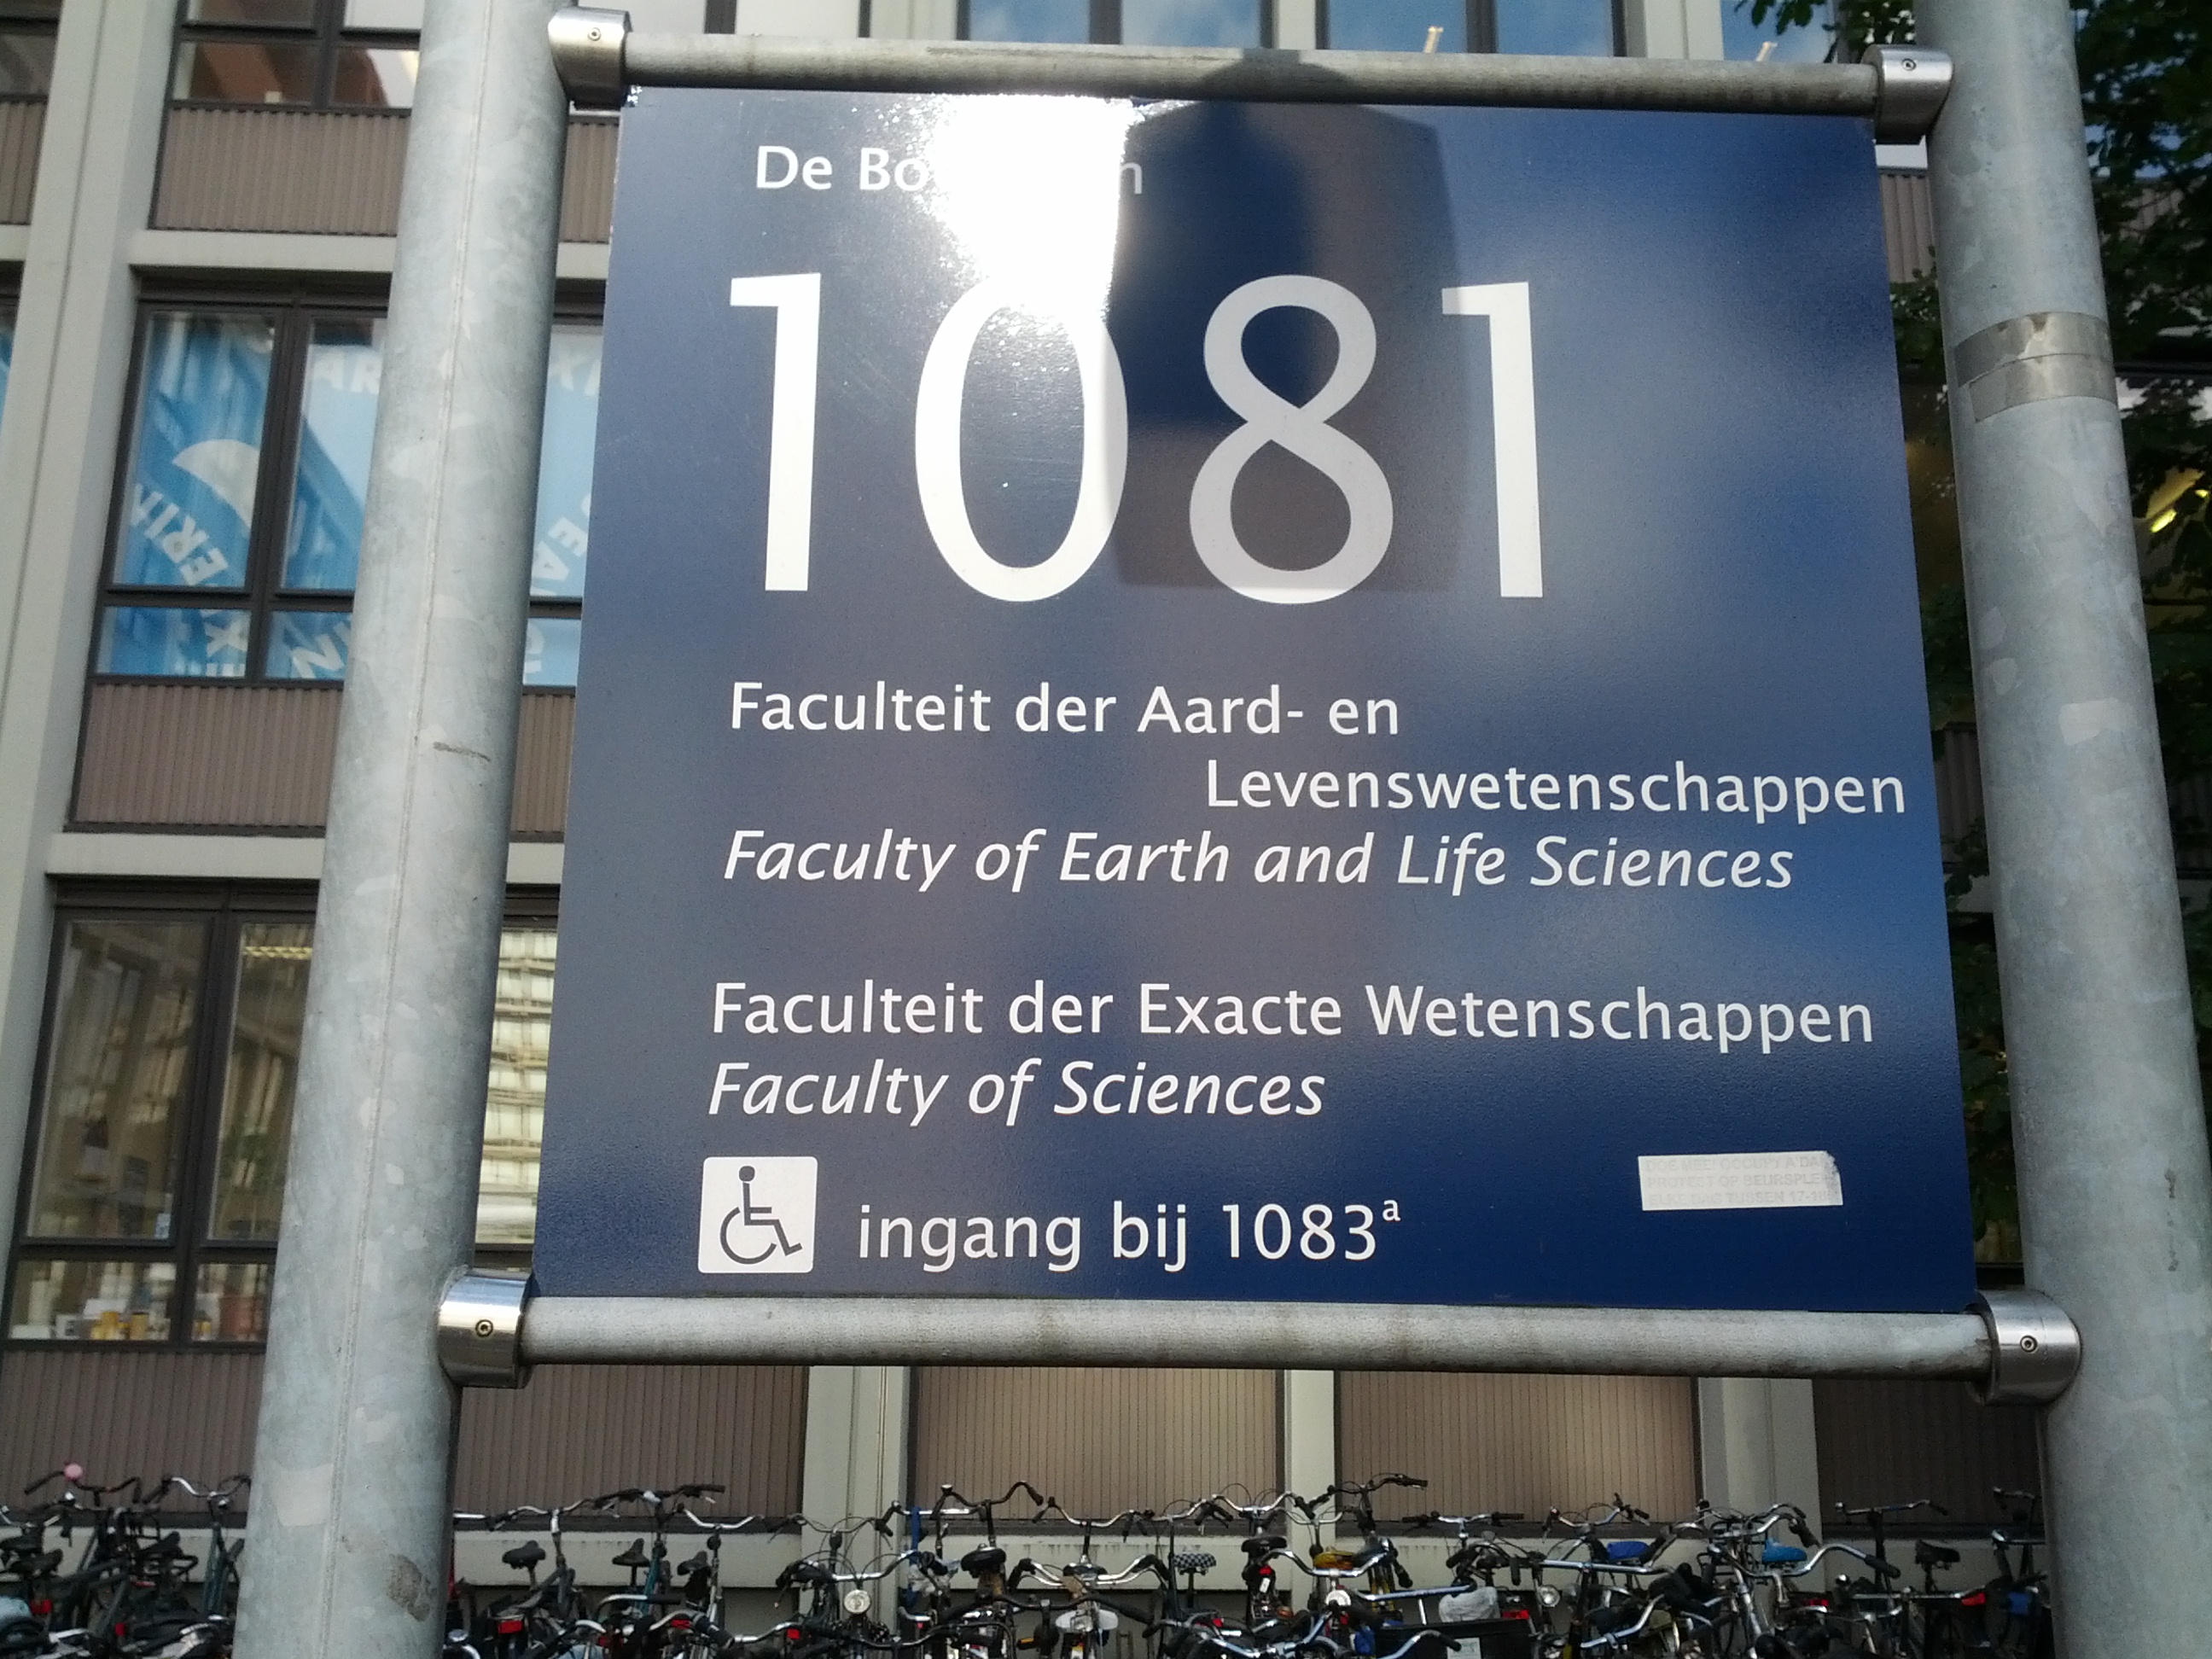 De
1081
Faculteit der Aard- en
Levenswetenschappen
Faculty of Earth and Life Sciences
Faculteit der Exacte Wetenschappen
Faculty of Sciences
ingang bij 1083ª